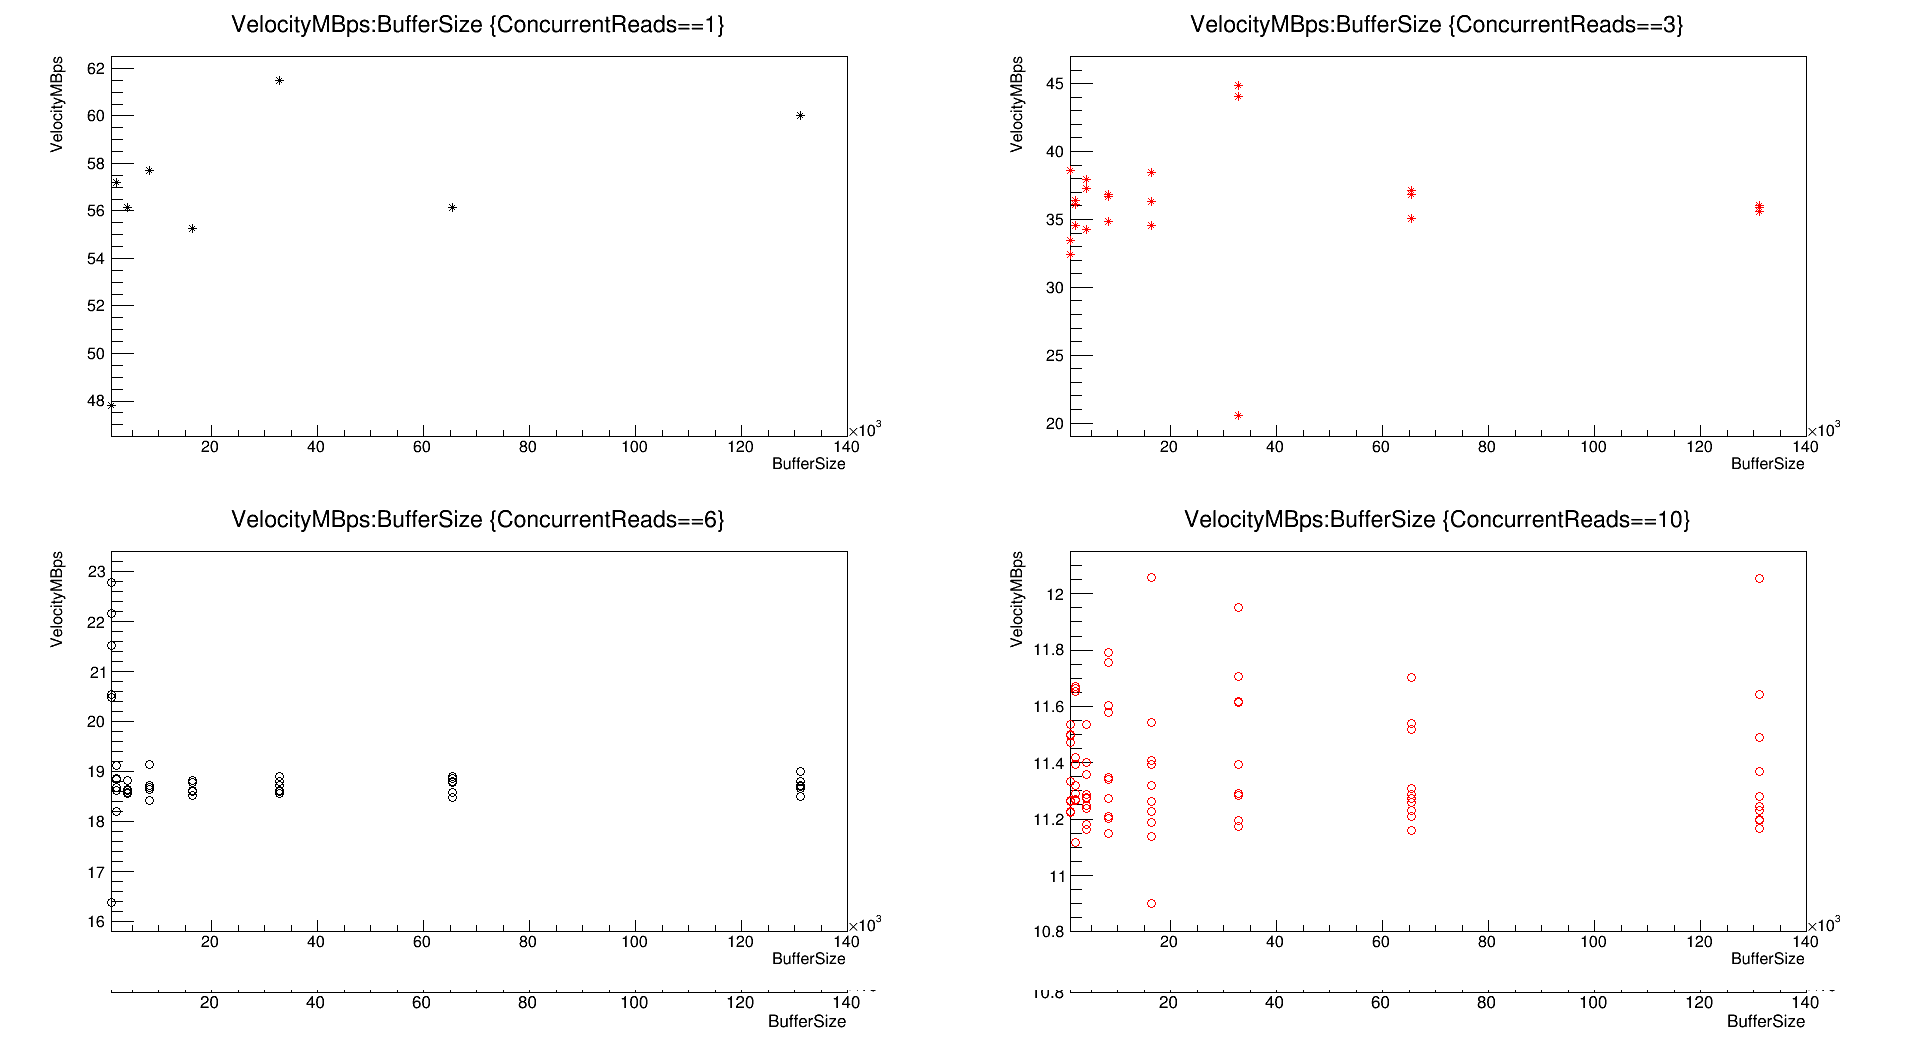 VelocityMBps:BufferSize {ConcurrentReads==1}
VelocityMBps
62
60
58
56
54
52
50
48
20 40 60 80 100 120 140
×10³
BufferSize
VelocityMBps:BufferSize {ConcurrentReads==3}
VelocityMBps
45
40
35
30
25
20
20 40 60 80 100 120 140
×10³
BufferSize
VelocityMBps:BufferSize {ConcurrentReads==6}
VelocityMBps
23
22
21
20
19
18
17
16
20 40 60 80 100 120 140
×10³
BufferSize
20 40 60 80 100 120 140
BufferSize
VelocityMBps:BufferSize {ConcurrentReads==10}
VelocityMBps
12
11.8
11.6
11.4
11.2
11
10.8
20 40 60 80 100 120 140
×10³
BufferSize
10.8
20 40 60 80 100 120 140
BufferSize